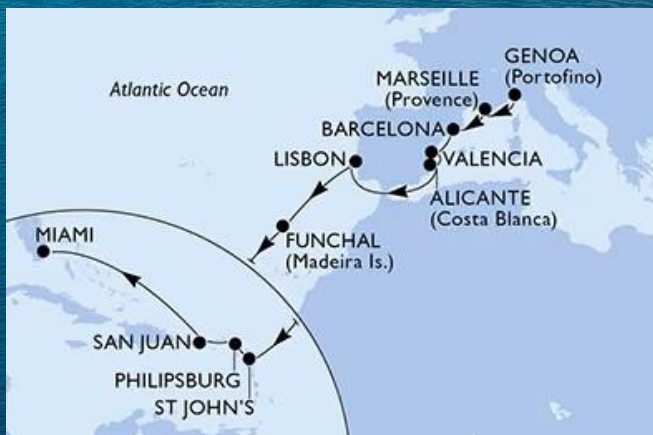 Atlantic Ocean
GENOA
(Portofino)
MARSEILLE
(Provence)
BARCELONA
LISBON
VALENCIA
ALICANTE
(Costa Blanca)
FUNCHAL
(Madeira Is.)
MIAMI
SAN JUAN
PHILIPSBURG
ST JOHN'S